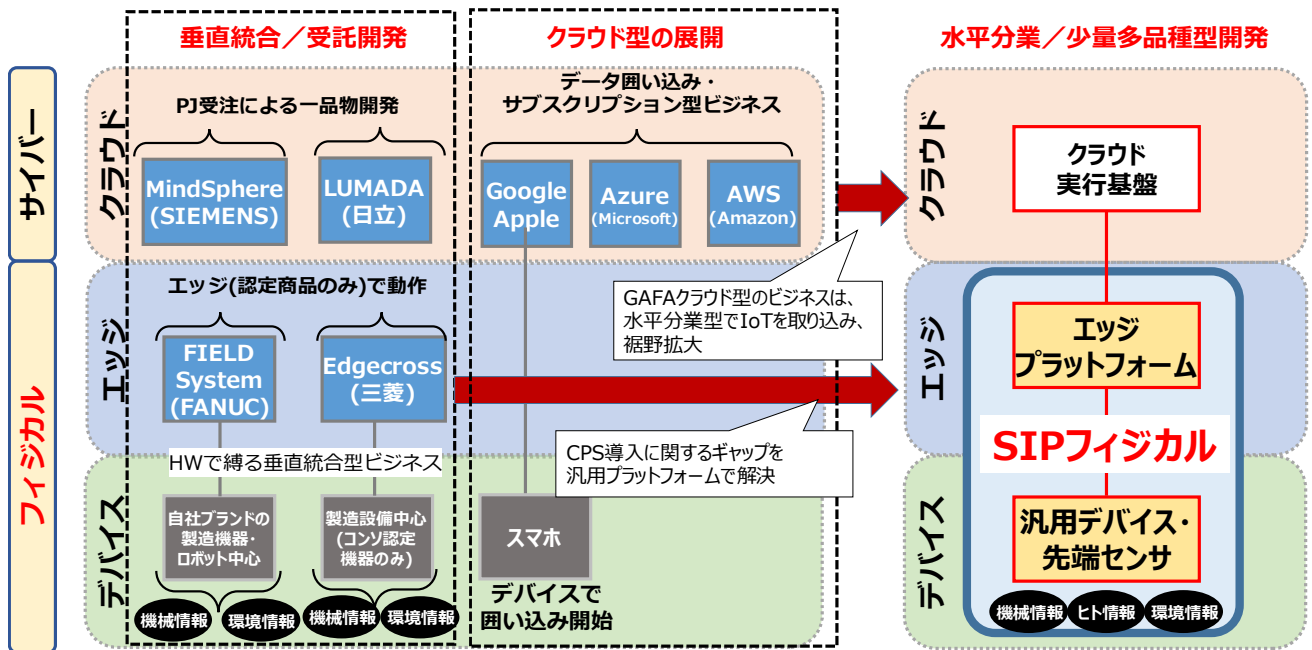 垂直統合／受託開発
クラウド型の展開
水平分業／少量多品種型開発
サイバー
フィジカル
クラウド
エッジ
デバイス
PJ受注による一品物開発
MindSphere
(SIEMENS)
LUMADA
(日立)
データ囲い込み・
サブスクリプション型ビジネス
Google
Apple
Azure
(Microsoft)
AWS
(Amazon)
エッジ(認定商品のみ)で動作
FIELD
System
(FANUC)
Edgecross
(三菱)
HWで縛る垂直統合型ビジネス
自社ブランドの
製造機器・
ロボット中心
製造設備中心
(コンソ認定
機器のみ)
機械情報
環境情報
機械情報
環境情報
スマホ
デバイスで
囲い込み開始
GAFAクラウド型のビジネスは、
水平分業型でIoTを取り込み、
裾野拡大
CPS導入に関するギャップを
汎用プラットフォームで解決
クラウド
エッジ
デバイス
クラウド
実行基盤
エッジ
プラットフォーム
SIPフィジカル
汎用デバイス・
先端センサ
機械情報
ヒト情報
環境情報